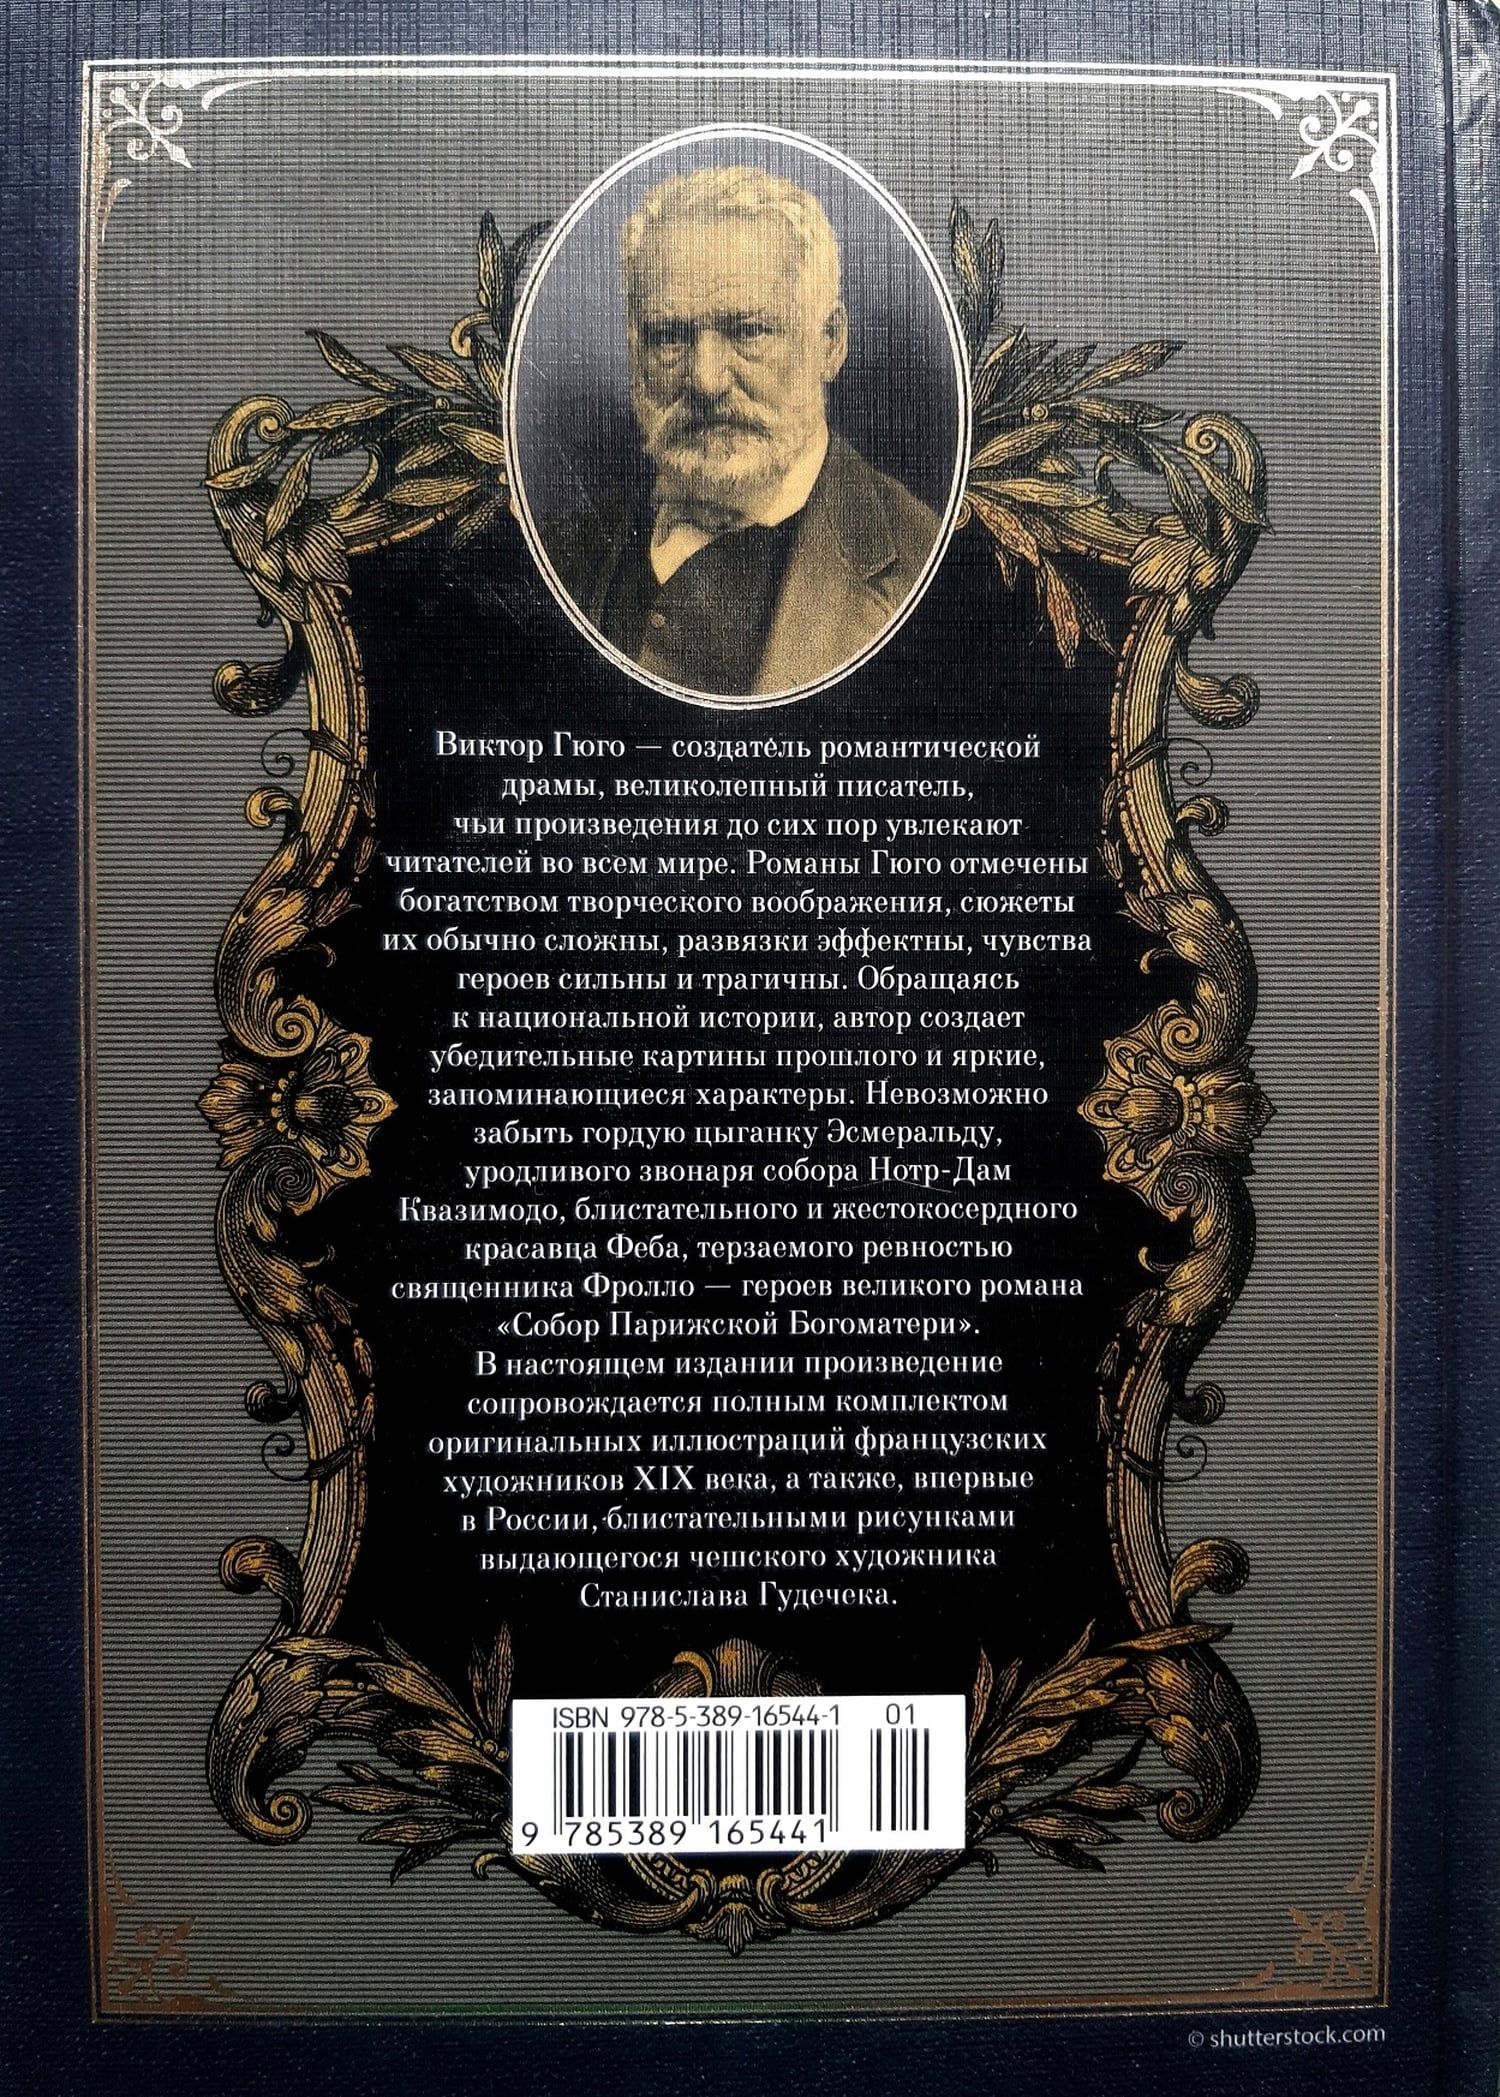 Виктор Гюго — создатель романтической
драмы, великолепный писатель,
чьи произведения до сих пор увлекают
читателей во всем мире. Романы Гюго отмечены
богатством творческого воображения, сюжеты
их обычно сложны, развязки эффектны, чувства
героев сильны и трагичны. Обращаясь
к национальной истории, автор создает
убедительные картины прошлого и яркие,
запоминающиеся характеры. Невозможно
забыть гордую цыганку Эсмеральду,
уродливого звонаря собора Нотр-Дам
Квазимодо, блистательного и жестокосердного
красавца Феба, терзаемого ревностью
священника Фролло — героев великого романа
«Собор Парижской Богоматери».
В настоящем издании произведение
сопровождается полным комплектом
оригинальных иллюстраций французских
художников XIX века, а также, впервые
в России, блистательными рисунками
выдающегося чешского художника
Станислава Гудечека.
ISBN 978-5-389-16544-1 01
9 785389 165441
© shutterstock.com